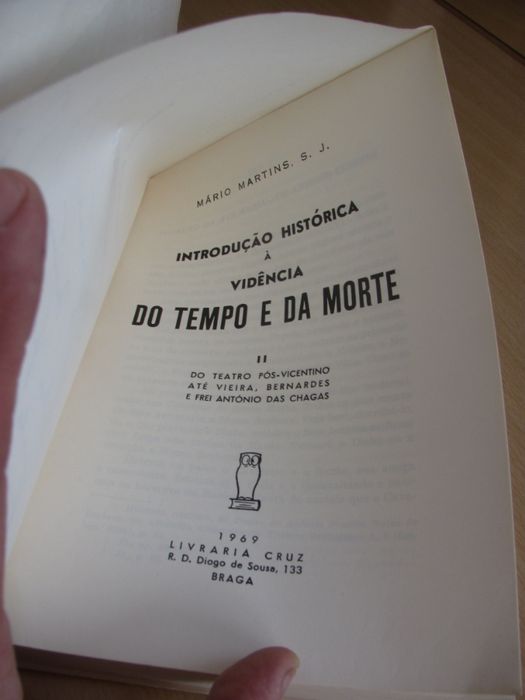 MÁRIO MARTINS, S. J.
INTRODUÇÃO HISTÓRICA
À
VIDÊNCIA
DO TEMPO E DA MORTE
II
DO TEATRO PÓS-VICENTINO
ATÉ VIEIRA, BERNARDES
E FREI ANTÓNIO DAS CHAGAS
1969
LIVRARIA CRUZ
R. D. Diogo de Sousa, 133
BRAGA